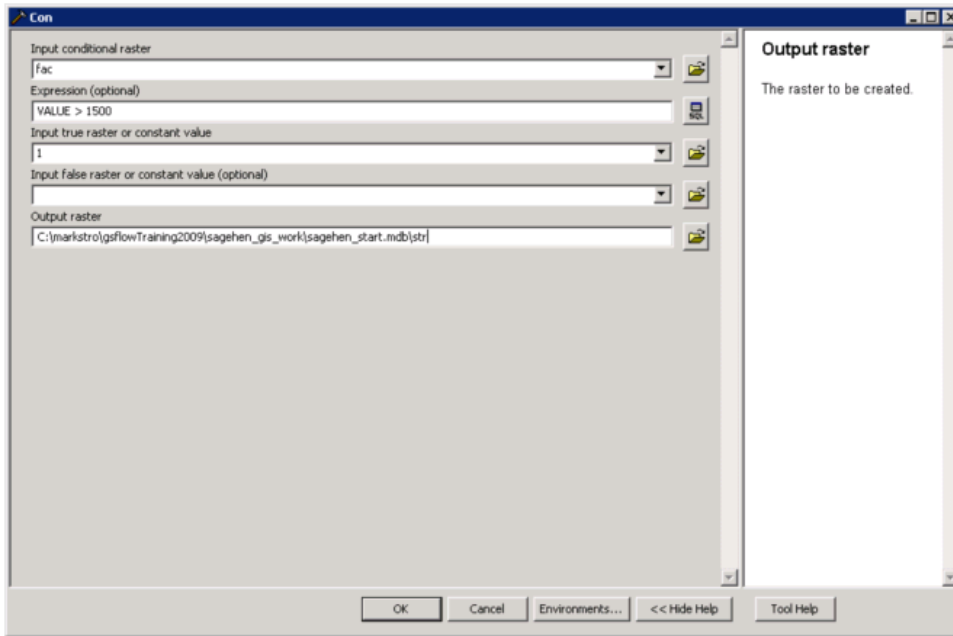 Con
Input conditional raster
fac
Expression (optional)
VALUE > 1500
SQL
Input true raster or constant value
1
Input false raster or constant value (optional)
Output raster
C:\markstro\gsflowTraining2009\sagehen_gis_work\sagehen_start.mdb\str
Output raster
The raster to be created.
OK
Cancel
Environments...
<< Hide Help
Tool Help